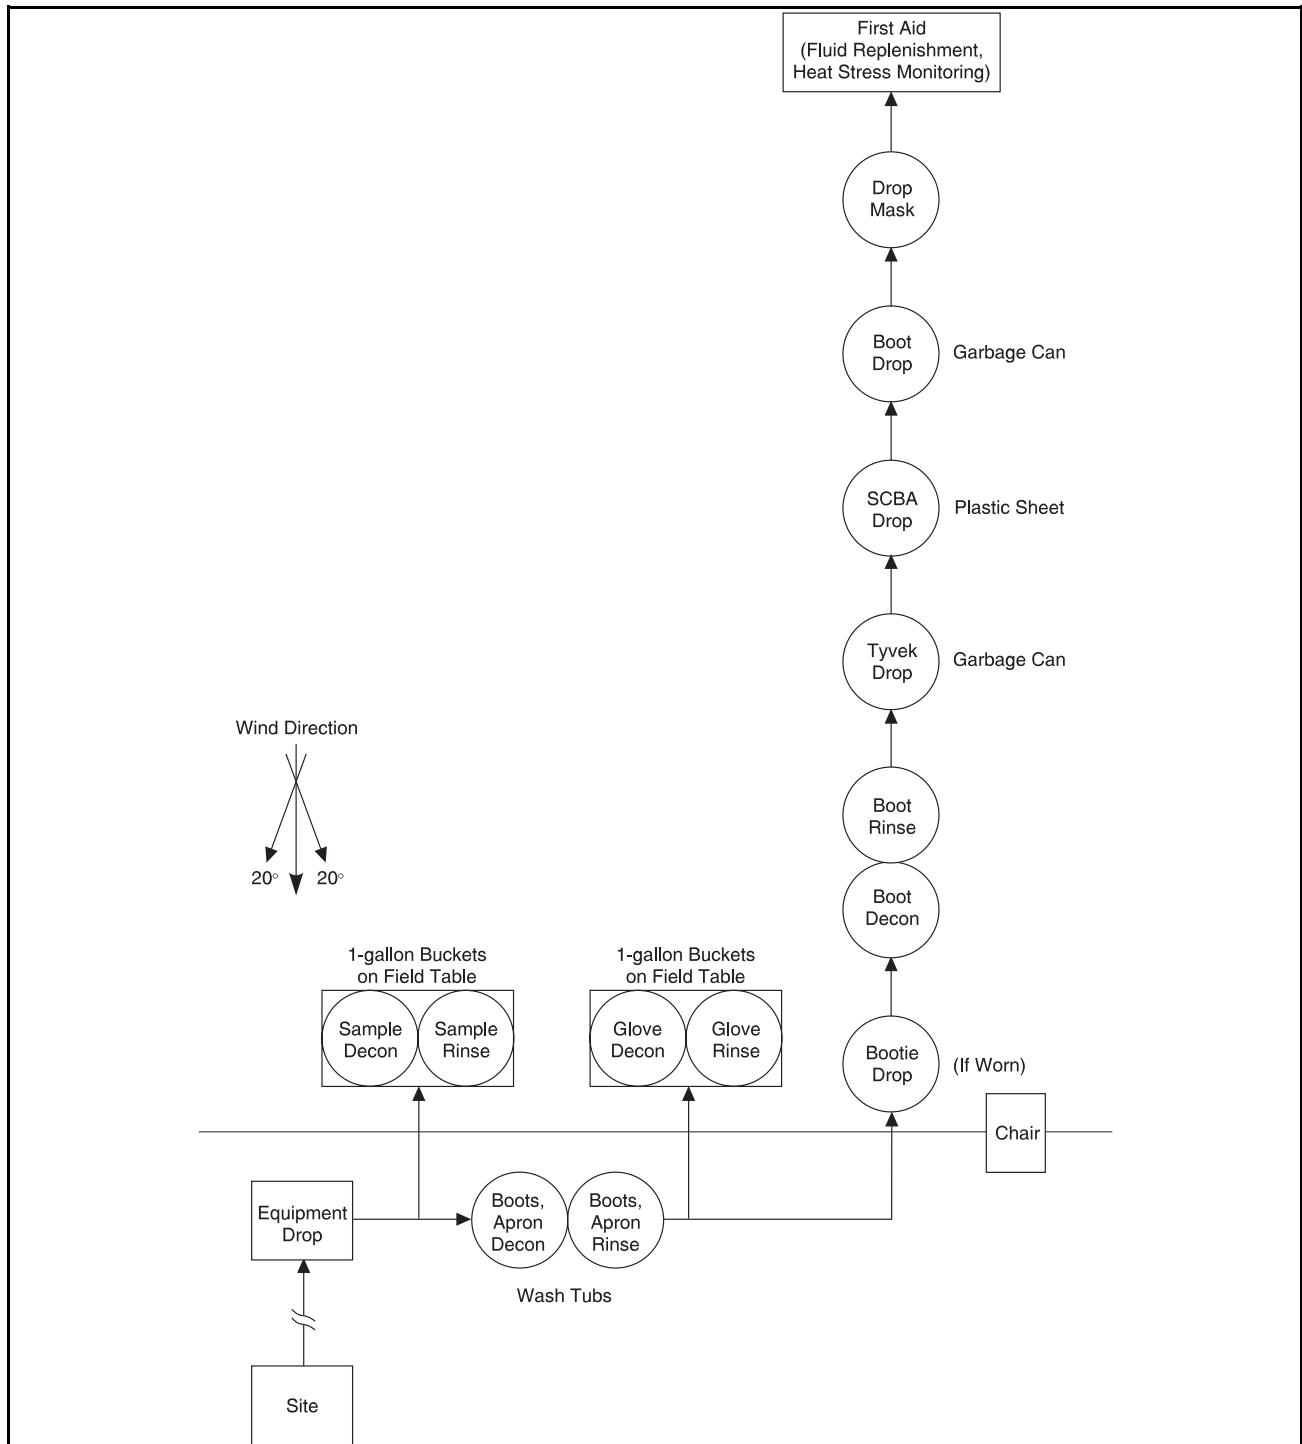 First Aid
(Fluid Replenishment,
Heat Stress Monitoring)
Drop
Mask
Boot
Drop
Garbage Can
SCBA
Drop
Plastic Sheet
Tyvek
Drop
Garbage Can
Wind Direction
20° 20°
Boot
Rinse
Boot
Decon
1-gallon Buckets
on Field Table
Sample
Decon
Sample
Rinse
1-gallon Buckets
on Field Table
Glove
Decon
Glove
Rinse
Bootie
Drop
(If Worn)
Chair
Equipment
Drop
Boots,
Apron
Decon
Boots,
Apron
Rinse
Wash Tubs
Site